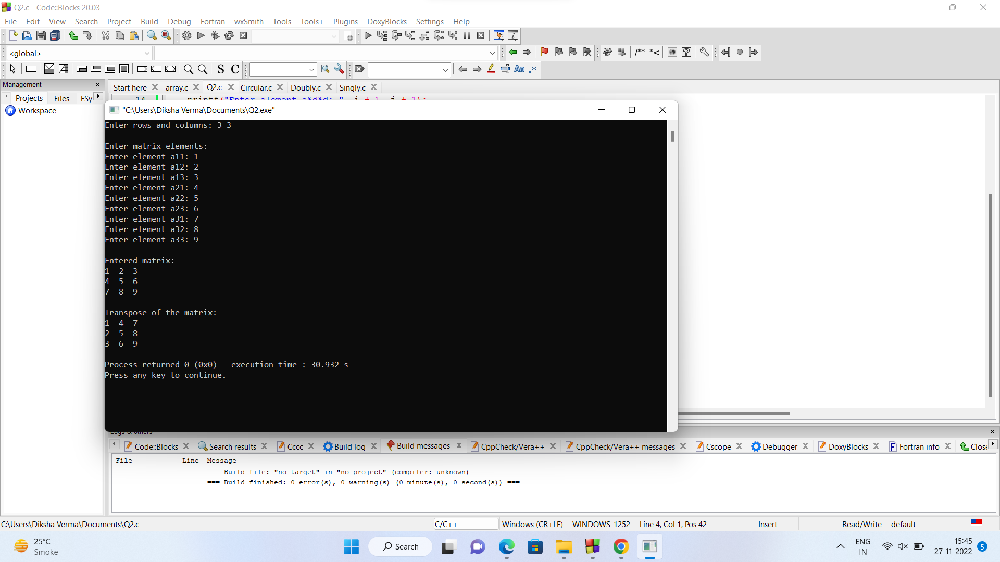 Q2.c - Code::Blocks 20.03
File Edit View Search Project Build Debug Fortran wxSmith Tools Tools+ Plugins DoxyBlocks Settings Help
<global>
/** *<
S C
Aa .*
Management
Start here array.c Q2.c Circular.c Doubly.c Singly.c
Projects Files FSy
14 printf("Enter element a%d%d: ", i + 1, j + 1);
Workspace
"C:\Users\Diksha Verma\Documents\Q2.exe"
Enter rows and columns: 3 3
Enter matrix elements:
Enter element a11: 1
Enter element a12: 2
Enter element a13: 3
Enter element a21: 4
Enter element a22: 5
Enter element a23: 6
Enter element a31: 7
Enter element a32: 8
Enter element a33: 9
Entered matrix:
1 2 3
4 5 6
7 8 9
Transpose of the matrix:
1 4 7
2 5 8
3 6 9
Process returned 0 (0x0) execution time : 30.932 s
Press any key to continue.
Logs & others
Code::Blocks Search results Cccc Build log Build messages CppCheck/Vera++ CppCheck/Vera++ messages Cscope Debugger DoxyBlocks Fortran info Close
File Line Message
=== Build file: "no target" in "no project" (compiler: unknown) ===
=== Build finished: 0 error(s), 0 warning(s) (0 minute(s), 0 second(s)) ===
C:\Users\Diksha Verma\Documents\Q2.c C/C++ Windows (CR+LF) WINDOWS-1252 Line 4, Col 1, Pos 42 Insert Read/Write default
25°C
Smoke
Search
ENG
IN
15:45
27-11-2022
5